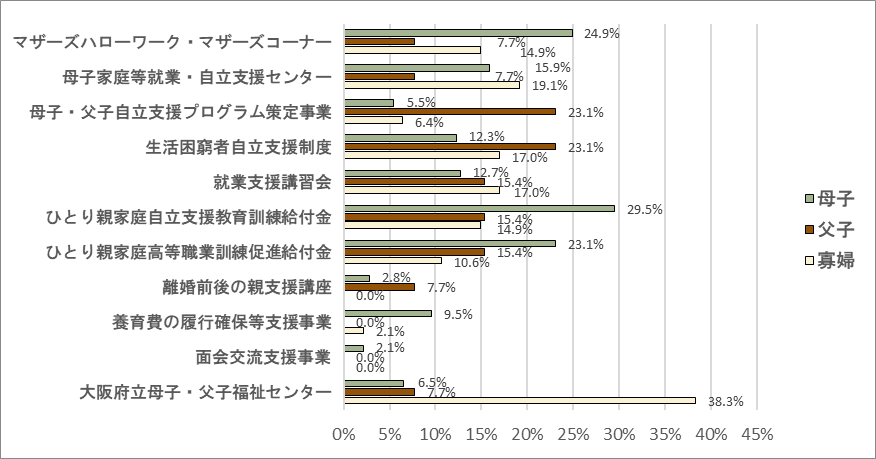 マザーズハローワーク・マザーズコーナー
24.9%
7.7%
14.9%
母子家庭等就業・自立支援センター
15.9%
7.7%
19.1%
母子・父子自立支援プログラム策定事業
5.5%
23.1%
6.4%
生活困窮者自立支援制度
12.3%
23.1%
17.0%
就業支援講習会
12.7%
15.4%
17.0%
ひとり親家庭自立支援教育訓練給付金
29.5%
15.4%
14.9%
ひとり親家庭高等職業訓練促進給付金
23.1%
15.4%
10.6%
離婚前後の親支援講座
2.8%
7.7%
0.0%
養育費の履行確保等支援事業
9.5%
0.0%
2.1%
面会交流支援事業
2.1%
0.0%
0.0%
大阪府立母子・父子福祉センター
6.5%
7.7%
38.3%
0% 5% 10% 15% 20% 25% 30% 35% 40% 45%
母子
父子
寡婦